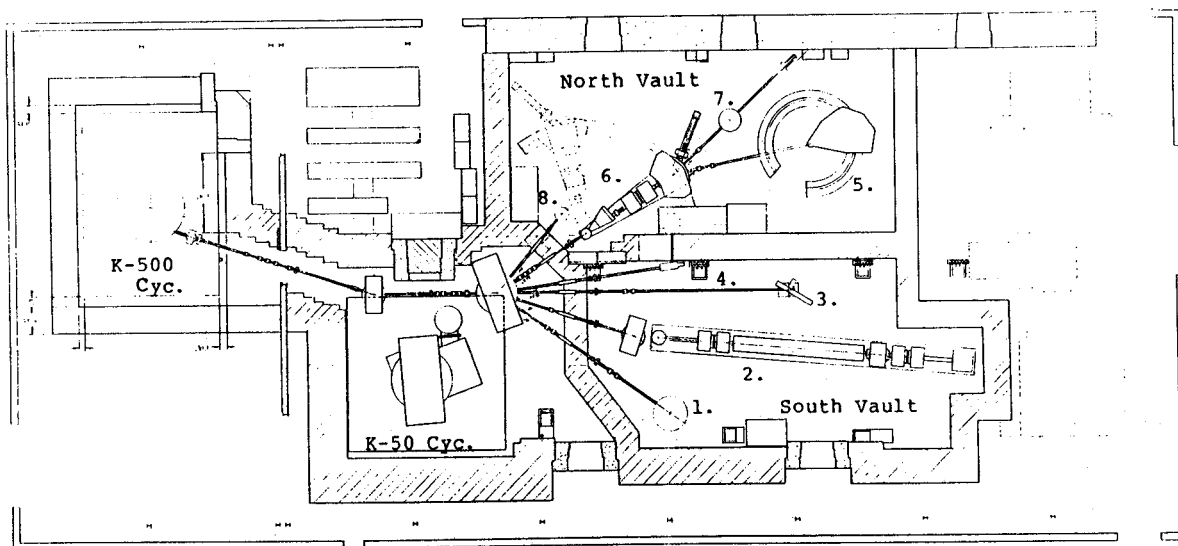 North Vault
7.
6.
5.
8.
K-500
Cyc.
4.
3.
2.
1.
South Vault
K-50 Cyc.